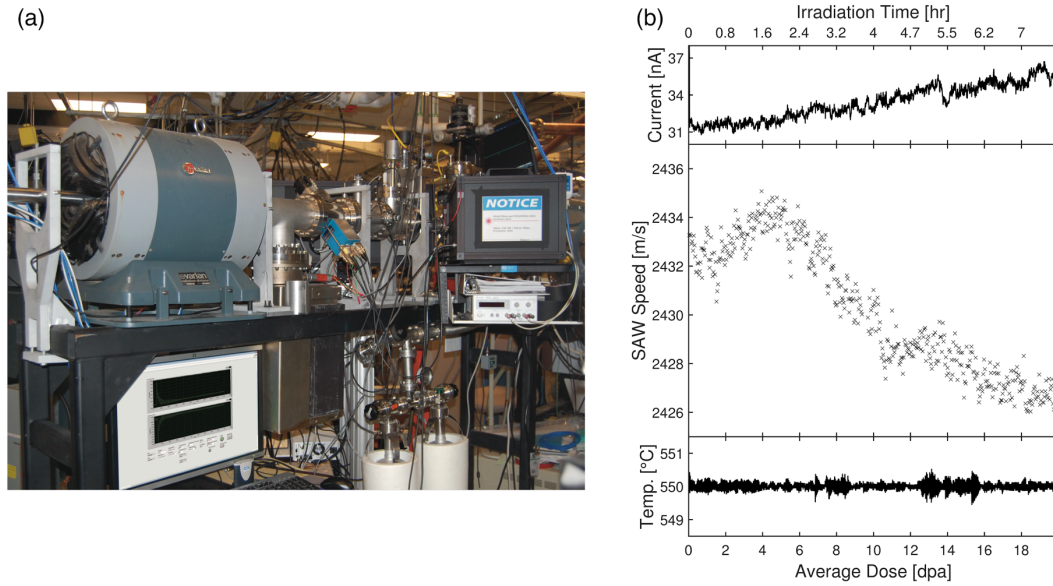 (a)
varian
NOTICE
(b)
Irradiation Time [hr]
0 0.8 1.6 2.4 3.2 4 4.7 5.5 6.2 7
Current [nA]
37
34
31
SAW Speed [m/s]
2436
2434
2432
2430
2428
2426
Temp. [°C]
551
550
549
0 2 4 6 8 10 12 14 16 18
Average Dose [dpa]